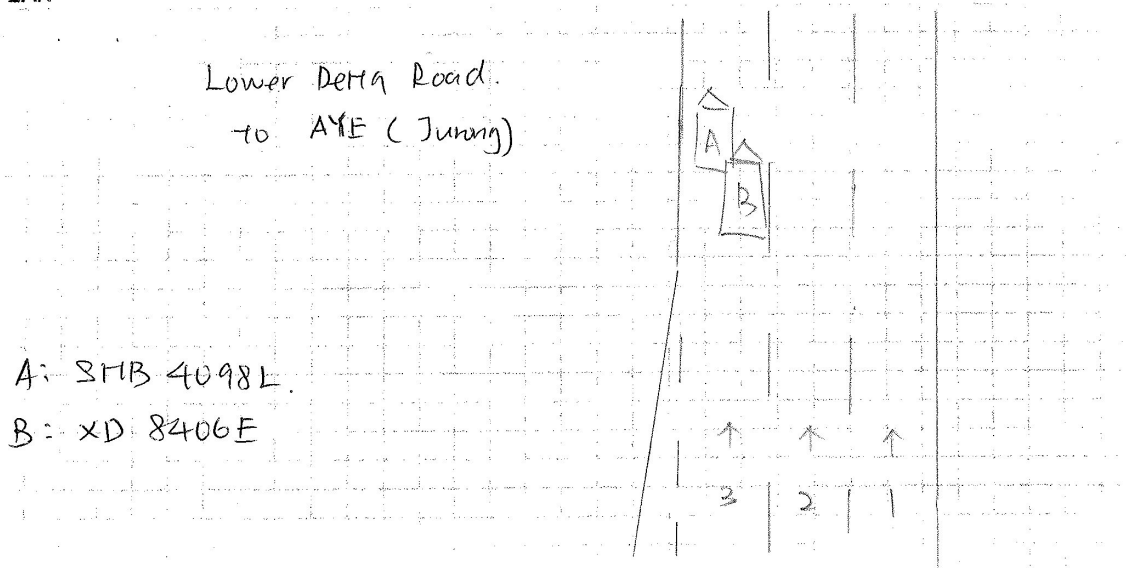 Lower Delta Road.
to AYE (Jurong)
A
B
A: SHB 4098L.
B: XD 8406E
3 2 1